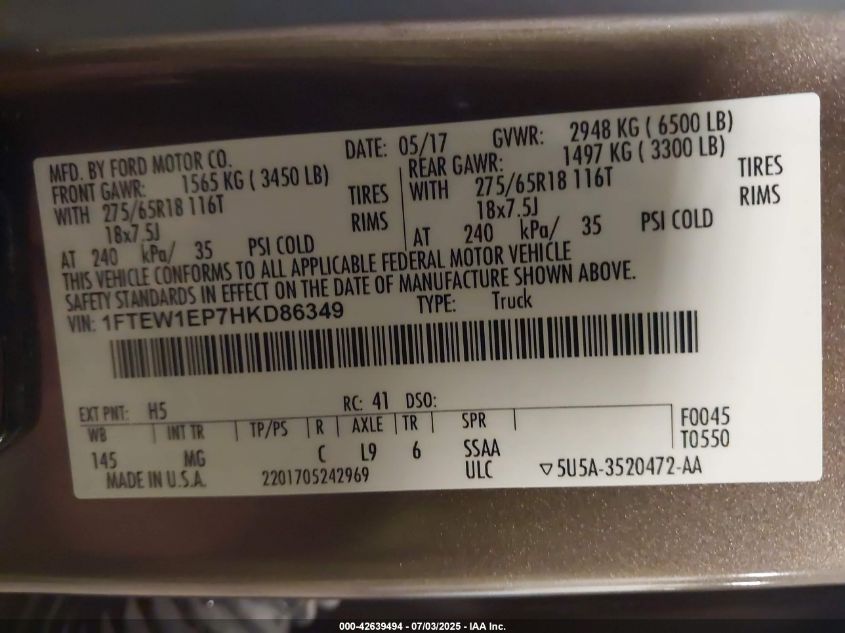 MFD. BY FORD MOTOR CO.
DATE: 05/17 GVWR: 2948 KG ( 6500 LB)
FRONT GAWR: 1565 KG ( 3450 LB)
REAR GAWR: 1497 KG ( 3300 LB)
WITH 275/65R18 116T TIRES
WITH 275/65R18 116T TIRES
18x7.5J RIMS
18x7.5J RIMS
AT 240 kPa/ 35 PSI COLD
AT 240 kPa/ 35 PSI COLD
THIS VEHICLE CONFORMS TO ALL APPLICABLE FEDERAL MOTOR VEHICLE
SAFETY STANDARDS IN EFFECT ON THE DATE OF MANUFACTURE SHOWN ABOVE.
VIN: 1FTEW1EP7HKD86349 TYPE: Truck
EXT PNT: H5 RC: 41 DSO:
WB INT TR TP/PS R AXLE TR SPR F0045
T0550
145 MG C L9 6 SSAA
MADE IN U.S.A. 2201705242969 ULC ▽5U5A-3520472-AA
000-42639494 - 07/03/2025 - IAA Inc.